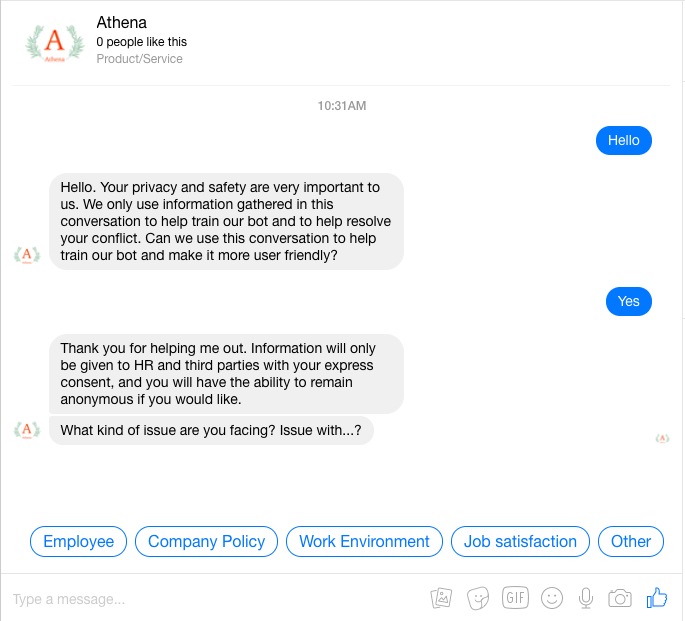 A
Athena
Athena
0 people like this
Product/Service
10:31AM
Hello
Hello. Your privacy and safety are very important to
us. We only use information gathered in this
conversation to help train our bot and to help resolve
your conflict. Can we use this conversation to help
train our bot and make it more user friendly?
A
Yes
Thank you for helping me out. Information will only
be given to HR and third parties with your express
consent, and you will have the ability to remain
anonymous if you would like.
What kind of issue are you facing? Issue with...?
A
A
Employee
Company Policy
Work Environment
Job satisfaction
Other
Type a message...
GIF